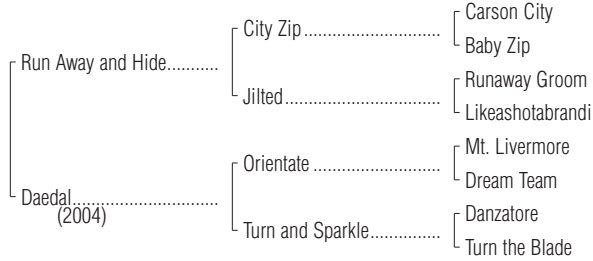 Carson City
City Zip
Baby Zip
Run Away and Hide
Runaway Groom
Jilted
Likeashotabrandi
Mt. Livermore
Orientate
Dream Team
Daedal
(2004)
Danzatore
Turn and Sparkle
Turn the Blade